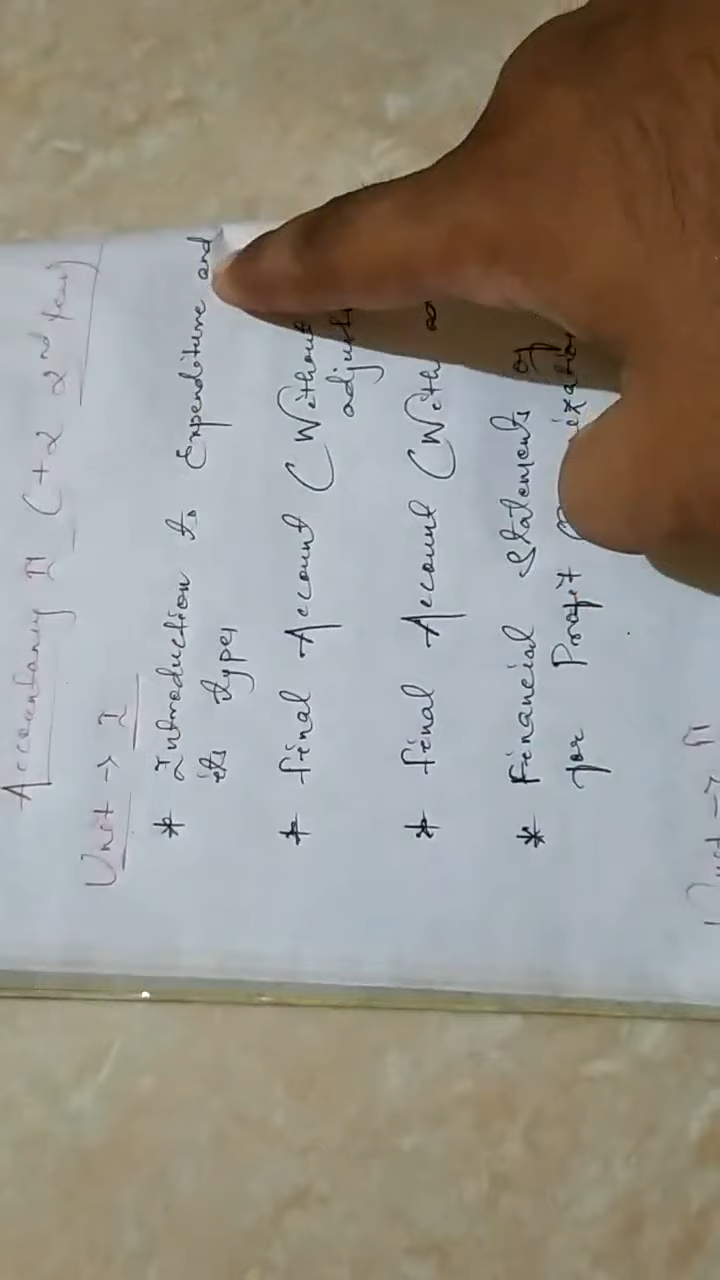 Accountancy II (+2 2nd year)
Unit → I
* Introduction to Expenditure and
its types
* Final Account (Without
adjust
* Final Account (With
* Financial Statements of
for Profit
II